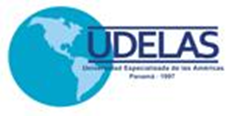 UDELAS
Universidad Especializada de las Américas
Panamá - 1997